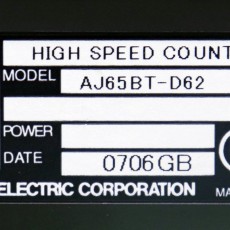 HIGH SPEED COUNT
MODEL AJ65BT-D62
POWER
DATE 0706GB
ELECTRIC CORPORATION MA